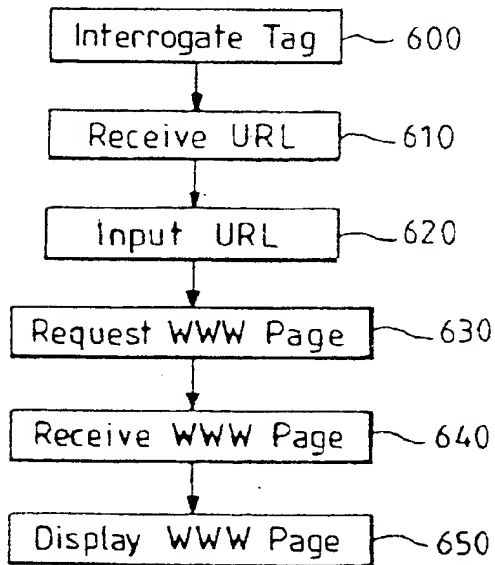 Interrogate Tag 600
Receive URL 610
Input URL 620
Request WWW Page 630
Receive WWW Page 640
Display WWW Page 650